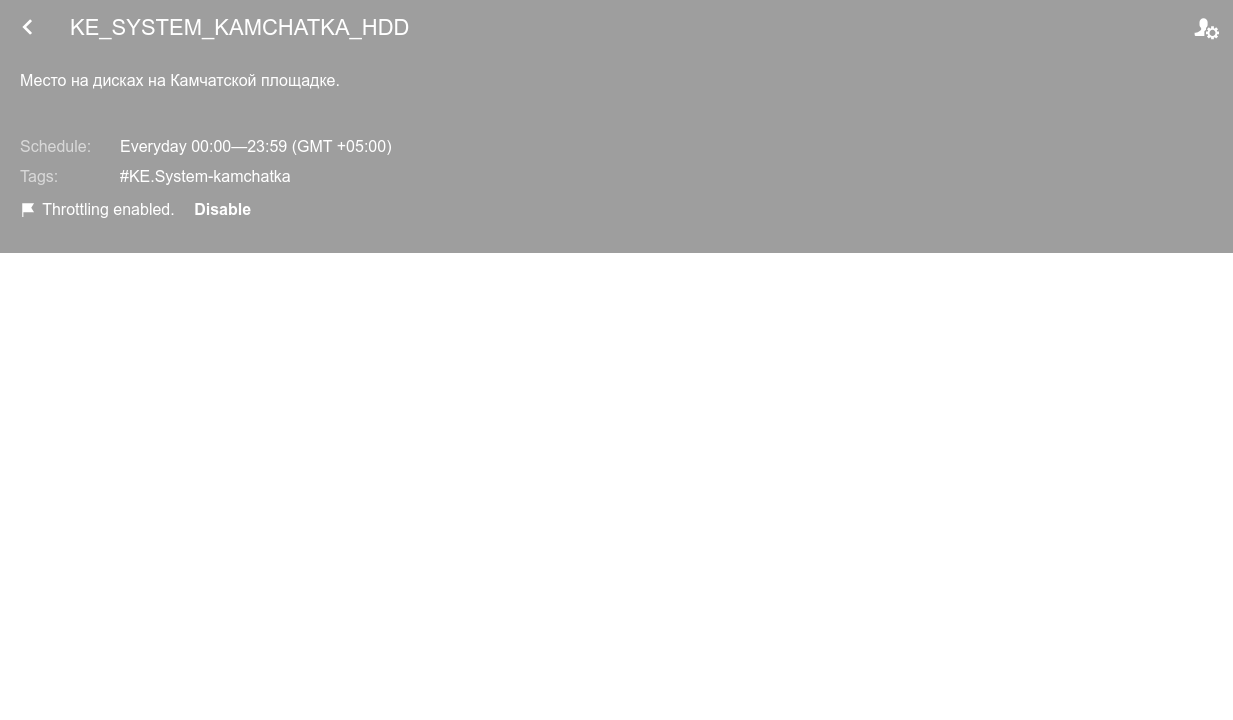 KE_SYSTEM_KAMCHATKA_HDD
Место на дисках на Камчатской площадке.
Schedule: Everyday 00:00—23:59 (GMT +05:00)
Tags: #KE.System-kamchatka
Throttling enabled. Disable